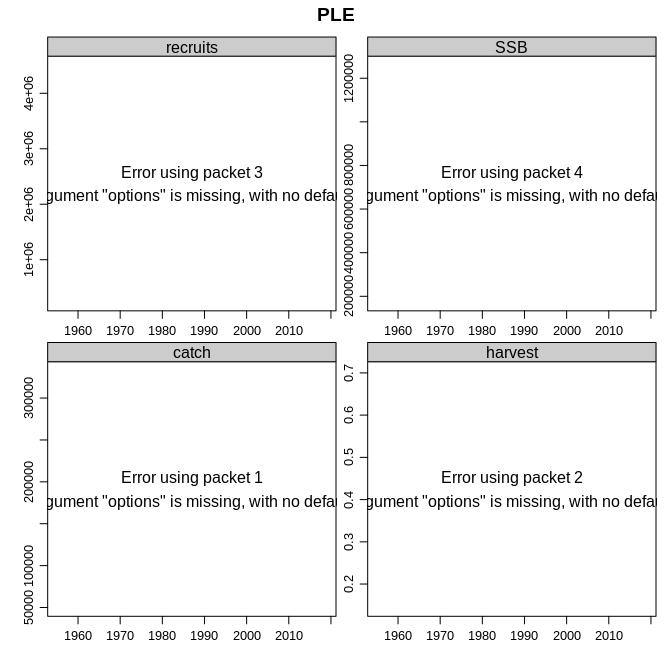 PLE
recruits
SSB
4e+06
3e+06
2e+06
1e+06
Error using packet 3
gument "options" is missing, with no defau
1200000
800000
600000
400000
200000
Error using packet 4
gument "options" is missing, with no defau
1960 1970 1980 1990 2000 2010
1960 1970 1980 1990 2000 2010
catch
harvest
300000
200000
100000
50000
Error using packet 1
gument "options" is missing, with no defau
0.7
0.6
0.5
0.4
0.3
0.2
Error using packet 2
gument "options" is missing, with no defau
1960 1970 1980 1990 2000 2010
1960 1970 1980 1990 2000 2010